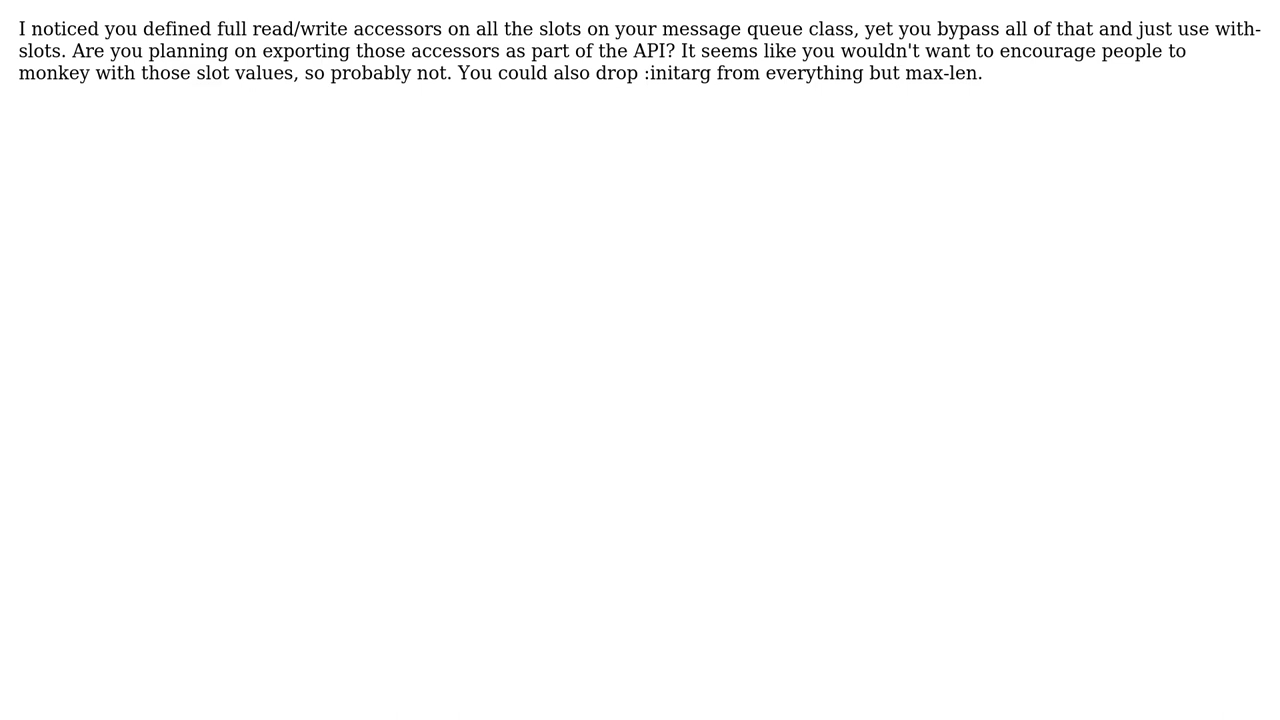 I noticed you defined full read/write accessors on all the slots on your message queue class, yet you bypass all of that and just use with-
slots. Are you planning on exporting those accessors as part of the API? It seems like you wouldn't want to encourage people to
monkey with those slot values, so probably not. You could also drop :initarg from everything but max-len.